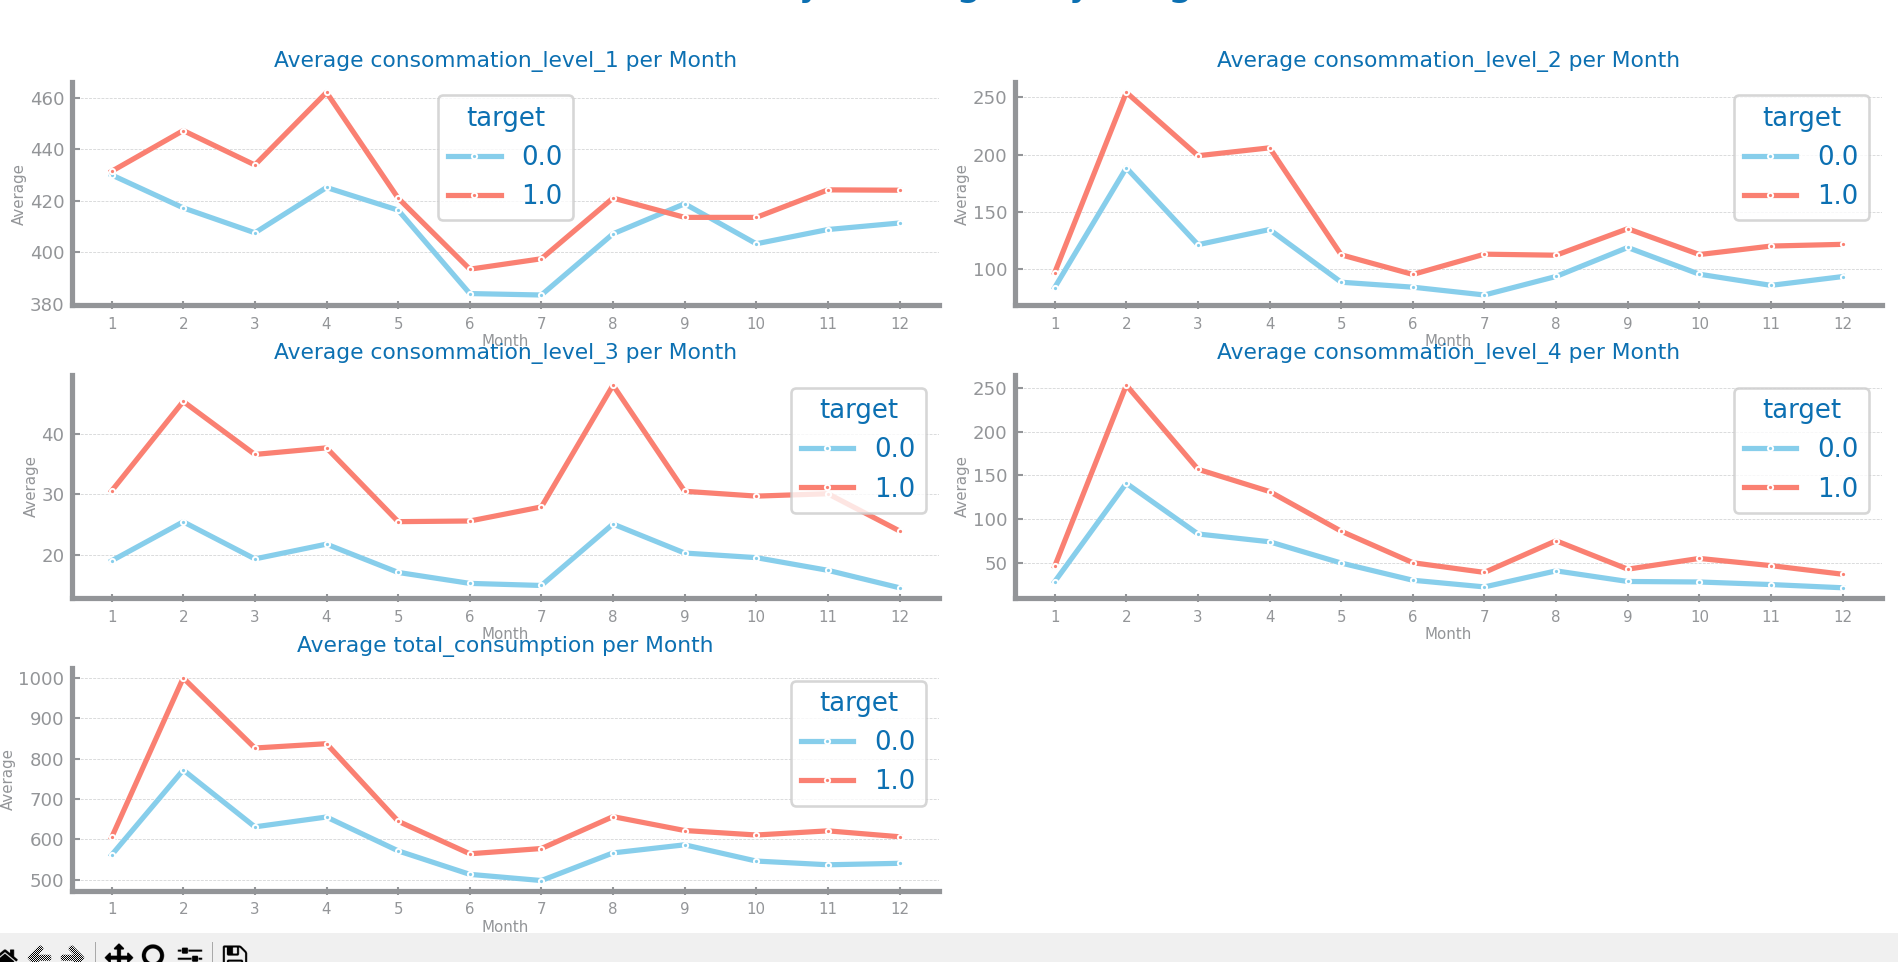 Average consommation_level_1 per Month
460
440
420
400
380
Average
target
0.0
1.0
1 2 3 4 5 6 7 8 9 10 11 12
Month
Average consommation_level_2 per Month
250
200
150
100
Average
target
0.0
1.0
1 2 3 4 5 6 7 8 9 10 11 12
Month
Average consommation_level_3 per Month
40
30
20
Average
target
0.0
1.0
1 2 3 4 5 6 7 8 9 10 11 12
Month
Average consommation_level_4 per Month
250
200
150
100
50
Average
target
0.0
1.0
1 2 3 4 5 6 7 8 9 10 11 12
Month
Average total_consumption per Month
1000
900
800
700
600
500
Average
target
0.0
1.0
1 2 3 4 5 6 7 8 9 10 11 12
Month